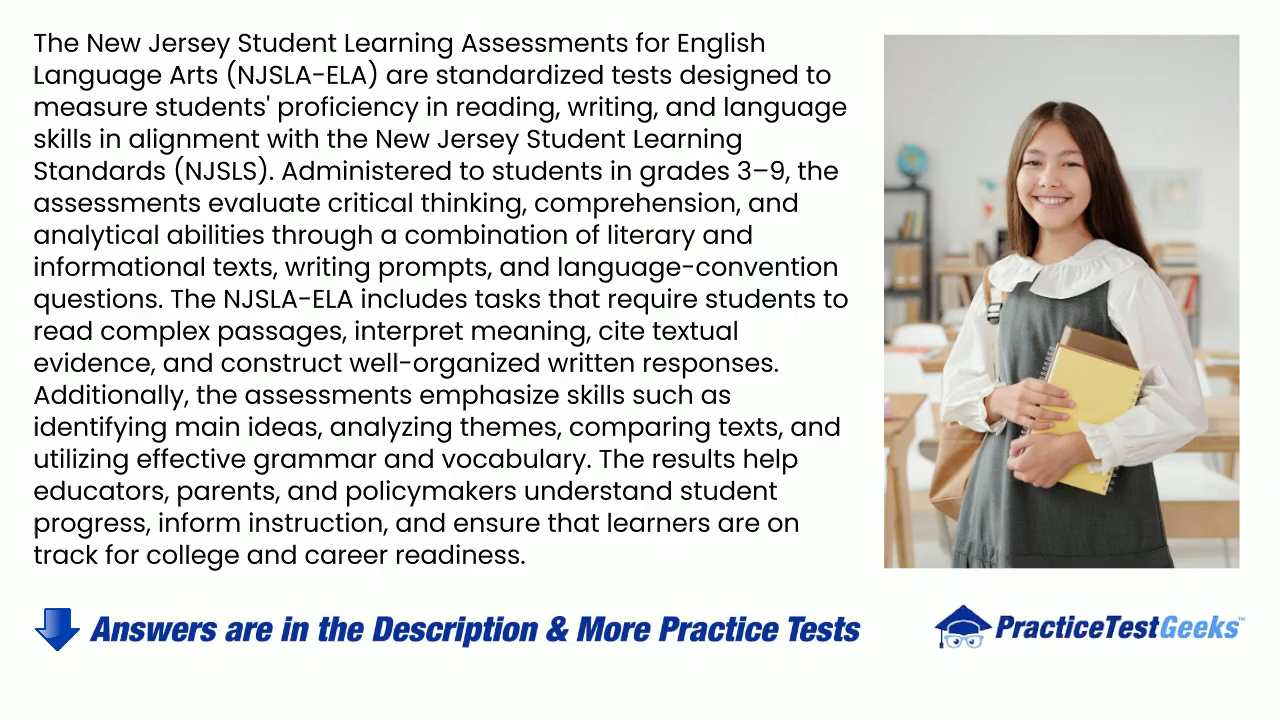 The New Jersey Student Learning Assessments for English
Language Arts (NJSLA-ELA) are standardized tests designed to
measure students' proficiency in reading, writing, and language
skills in alignment with the New Jersey Student Learning
Standards (NJSLS). Administered to students in grades 3–9, the
assessments evaluate critical thinking, comprehension, and
analytical abilities through a combination of literary and
informational texts, writing prompts, and language-convention
questions. The NJSLA-ELA includes tasks that require students to
read complex passages, interpret meaning, cite textual
evidence, and construct well-organized written responses.
Additionally, the assessments emphasize skills such as
identifying main ideas, analyzing themes, comparing texts, and
utilizing effective grammar and vocabulary. The results help
educators, parents, and policymakers understand student
progress, inform instruction, and ensure that learners are on
track for college and career readiness.
Answers are in the Description & More Practice Tests
PracticeTestGeeks™